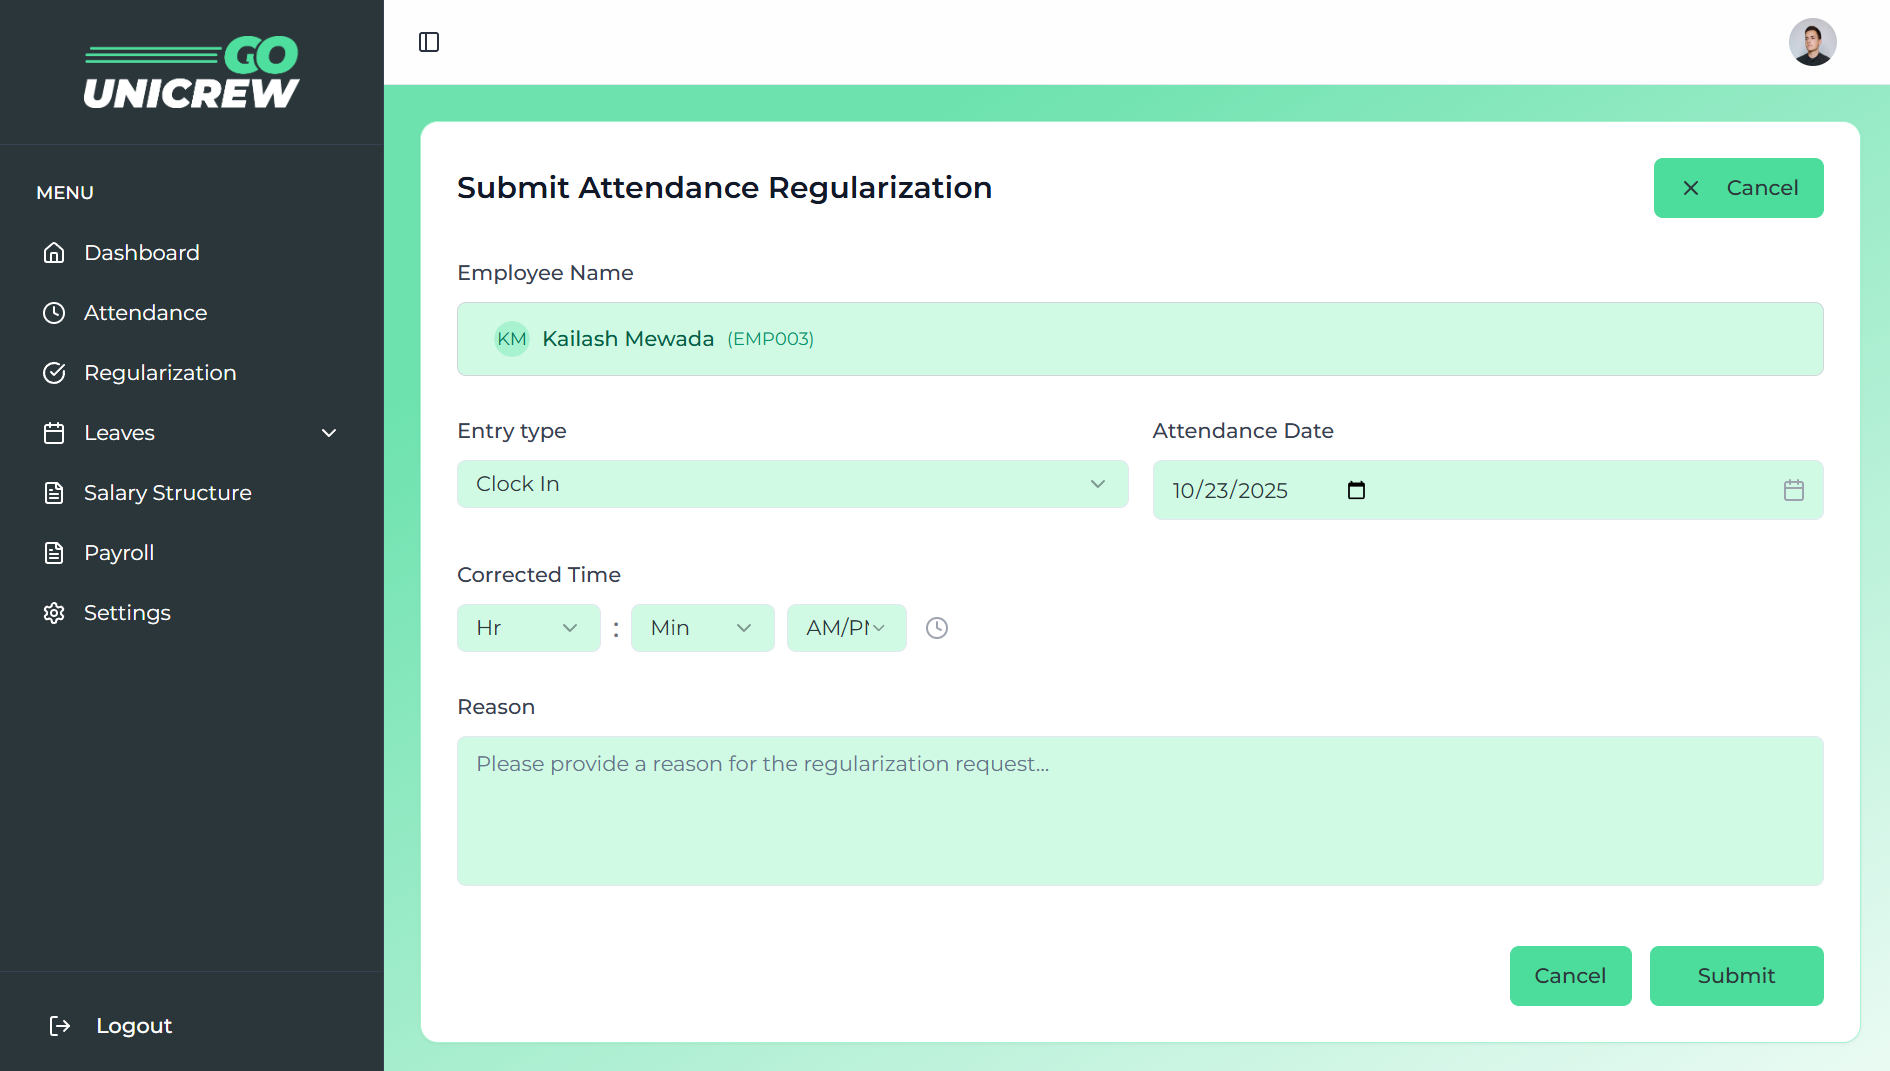 GO
UNICREW
MENU
Dashboard
Attendance
Regularization
Leaves
Salary Structure
Payroll
Settings
Logout
Submit Attendance Regularization
Cancel
Employee Name
KM Kailash Mewada (EMP003)
Entry type
Attendance Date
Clock In
10/23/2025
Corrected Time
Hr : Min AM/PM
Reason
Please provide a reason for the regularization request...
Cancel
Submit